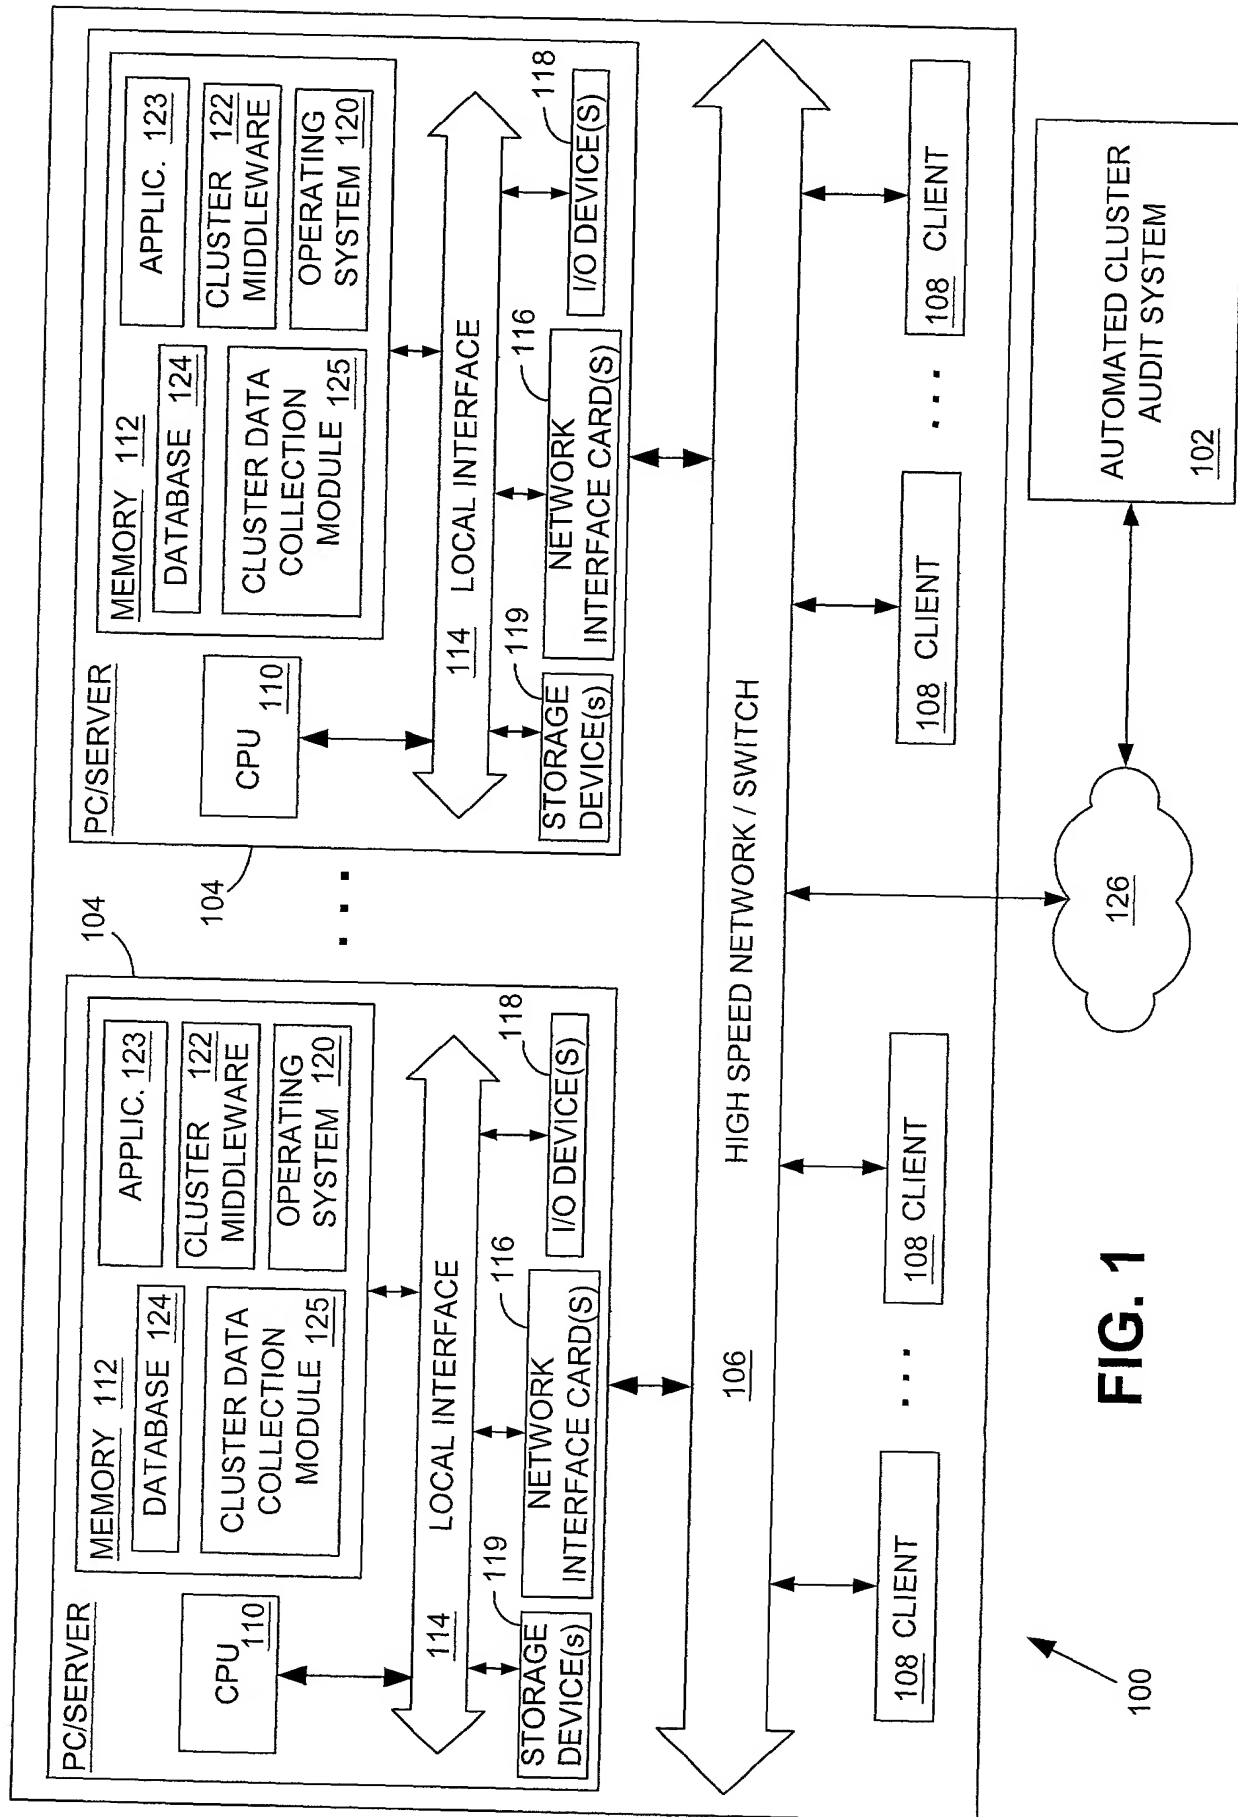 PC/SERVER
CPU
110
MEMORY 112
DATABASE 124
CLUSTER DATA
COLLECTION
MODULE 125
APPLIC. 123
CLUSTER 122
MIDDLEWARE
OPERATING
SYSTEM 120
114 LOCAL INTERFACE
119
STORAGE
DEVICE(s)
116
NETWORK
INTERFACE CARD(S)
118
I/O DEVICE(S)
104
...
104
PC/SERVER
CPU
110
MEMORY 112
DATABASE 124
CLUSTER DATA
COLLECTION
MODULE 125
APPLIC. 123
CLUSTER 122
MIDDLEWARE
OPERATING
SYSTEM 120
114 LOCAL INTERFACE
119
STORAGE
DEVICE(s)
116
NETWORK
INTERFACE CARD(S)
118
I/O DEVICE(S)
106
HIGH SPEED NETWORK / SWITCH
108 CLIENT
...
108 CLIENT
108 CLIENT
...
108 CLIENT
100
126
AUTOMATED CLUSTER
AUDIT SYSTEM
102
FIG. 1